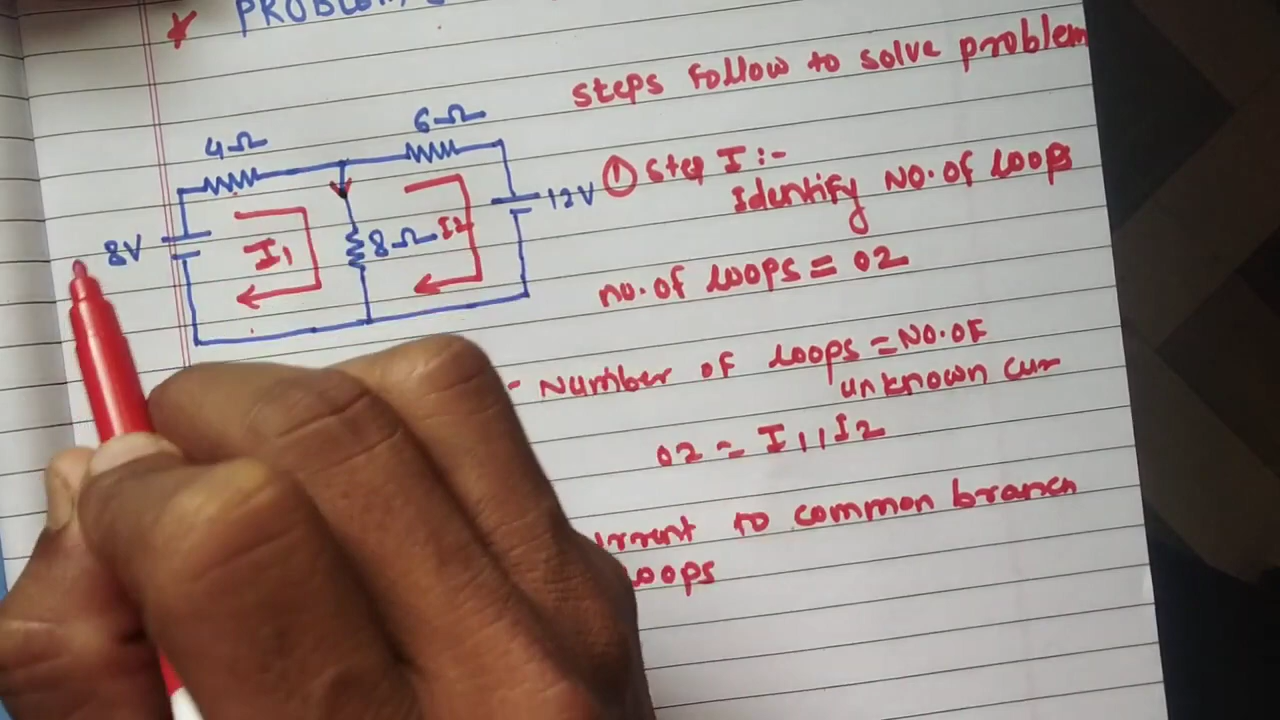 steps follow to solve problem
6Ω
4Ω
① Step I :-
Identify No. of loops
12V
8V
I1
8Ω
I2
no. of loops = 02
- Number of loops = No. of
unknown curr
02 = I1, I2
to common branch
loops